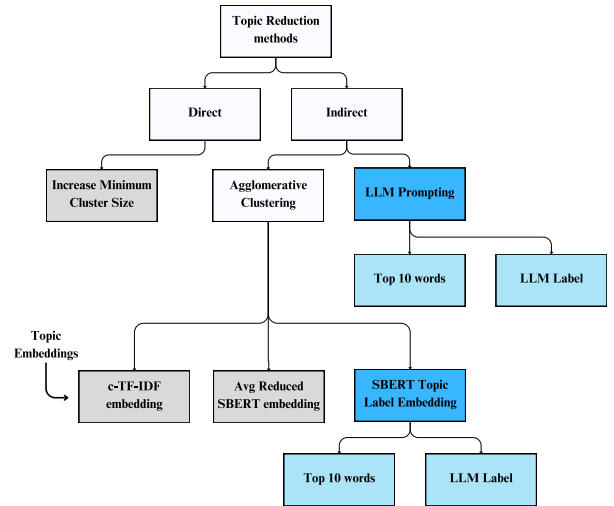 Topic Reduction
methods
Direct
Indirect
Increase Minimum
Cluster Size
Agglomerative
Clustering
LLM Prompting
Top 10 words
LLM Label
Topic
Embeddings
c-TF-IDF
embedding
Avg Reduced
SBERT embedding
SBERT Topic
Label Embedding
Top 10 words
LLM Label